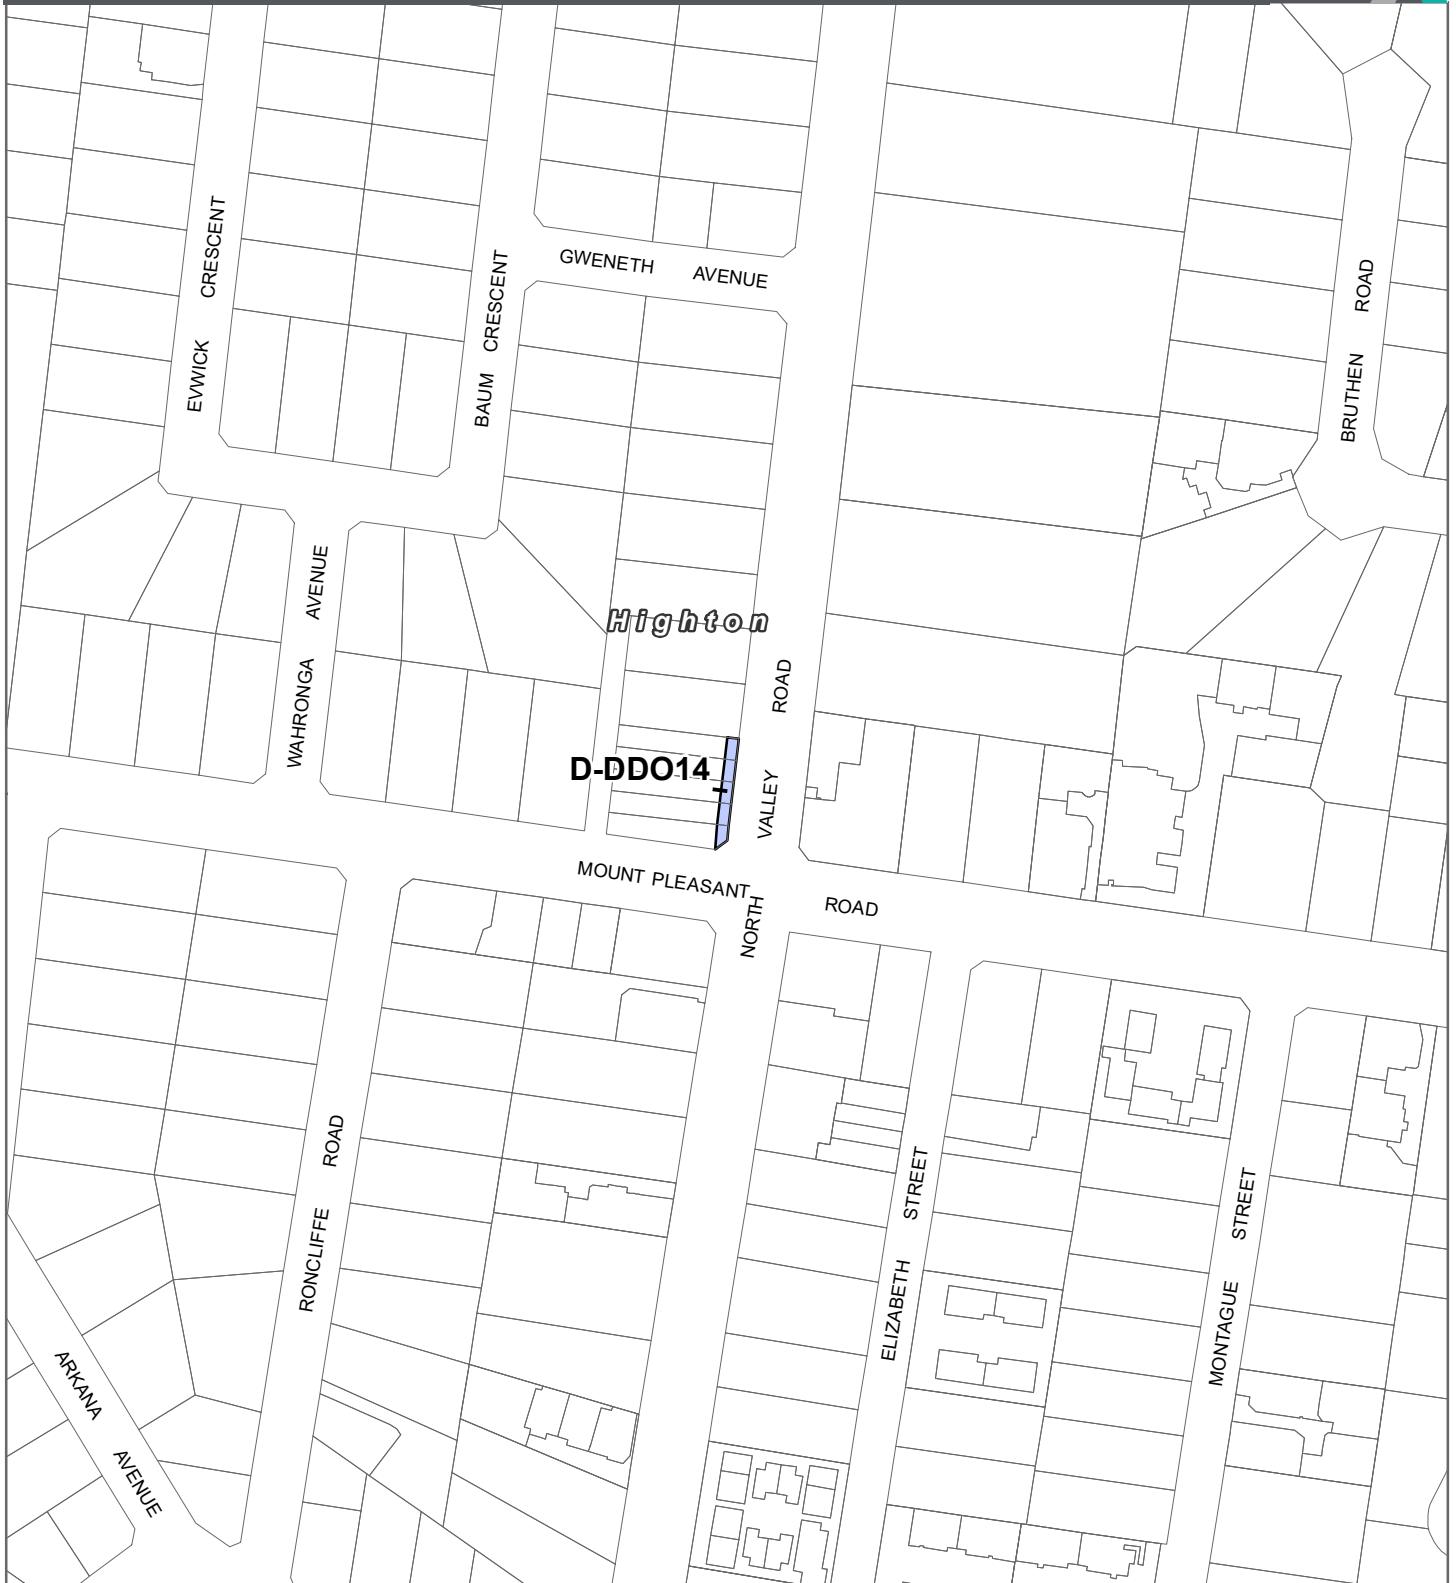 EVWICK CRESCENT
BAUM CRESCENT
GWENETH AVENUE
BRUTHEN ROAD
WAHRONGA AVENUE
Highton
D-DDO14
NORTH VALLEY ROAD
MOUNT PLEASANT ROAD
RONCLIFFE ROAD
ELIZABETH STREET
MONTAGUE STREET
ARKANA AVENUE